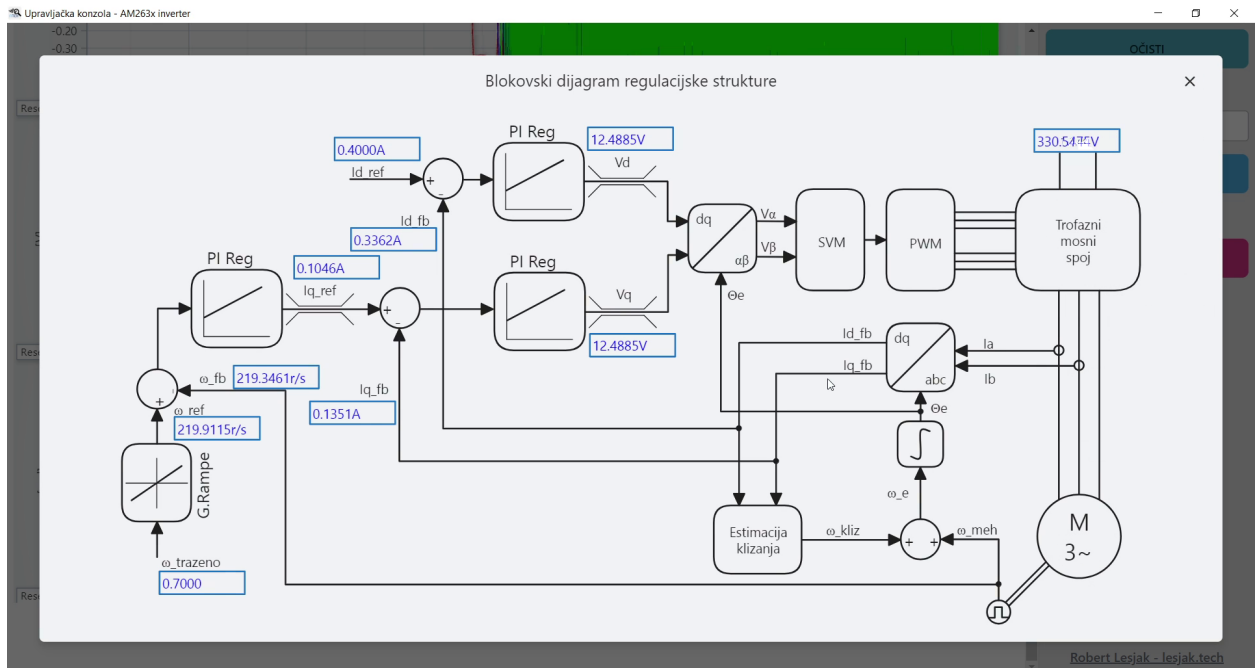 Upravljačka konzola - AM263x inverter
-0.20
-0.30
OČISTI
Blokovski dijagram regulacijske strukture
PI Reg
12.4885V
0.4000A
Vd
Id_ref
+
-
Id_fb
0.3362A
dq
αβ
Vα
Vβ
SVM
PWM
Trofazni
mosni
spoj
PI Reg
0.1046A
Iq_ref
+
-
PI Reg
Vq
12.4885V
Θe
Id_fb
Iq_fb
dq
abc
Ia
Ib
ω_fb
219.3461r/s
+
ω_ref
219.9115r/s
Iq_fb
0.1351A
Θe
∫
G.Rampe
ω_e
ω_trazeno
0.7000
Estimacija
klizanja
ω_kliz
+
+
ω_meh
M
3~
Robert Lesjak - lesjak.tech